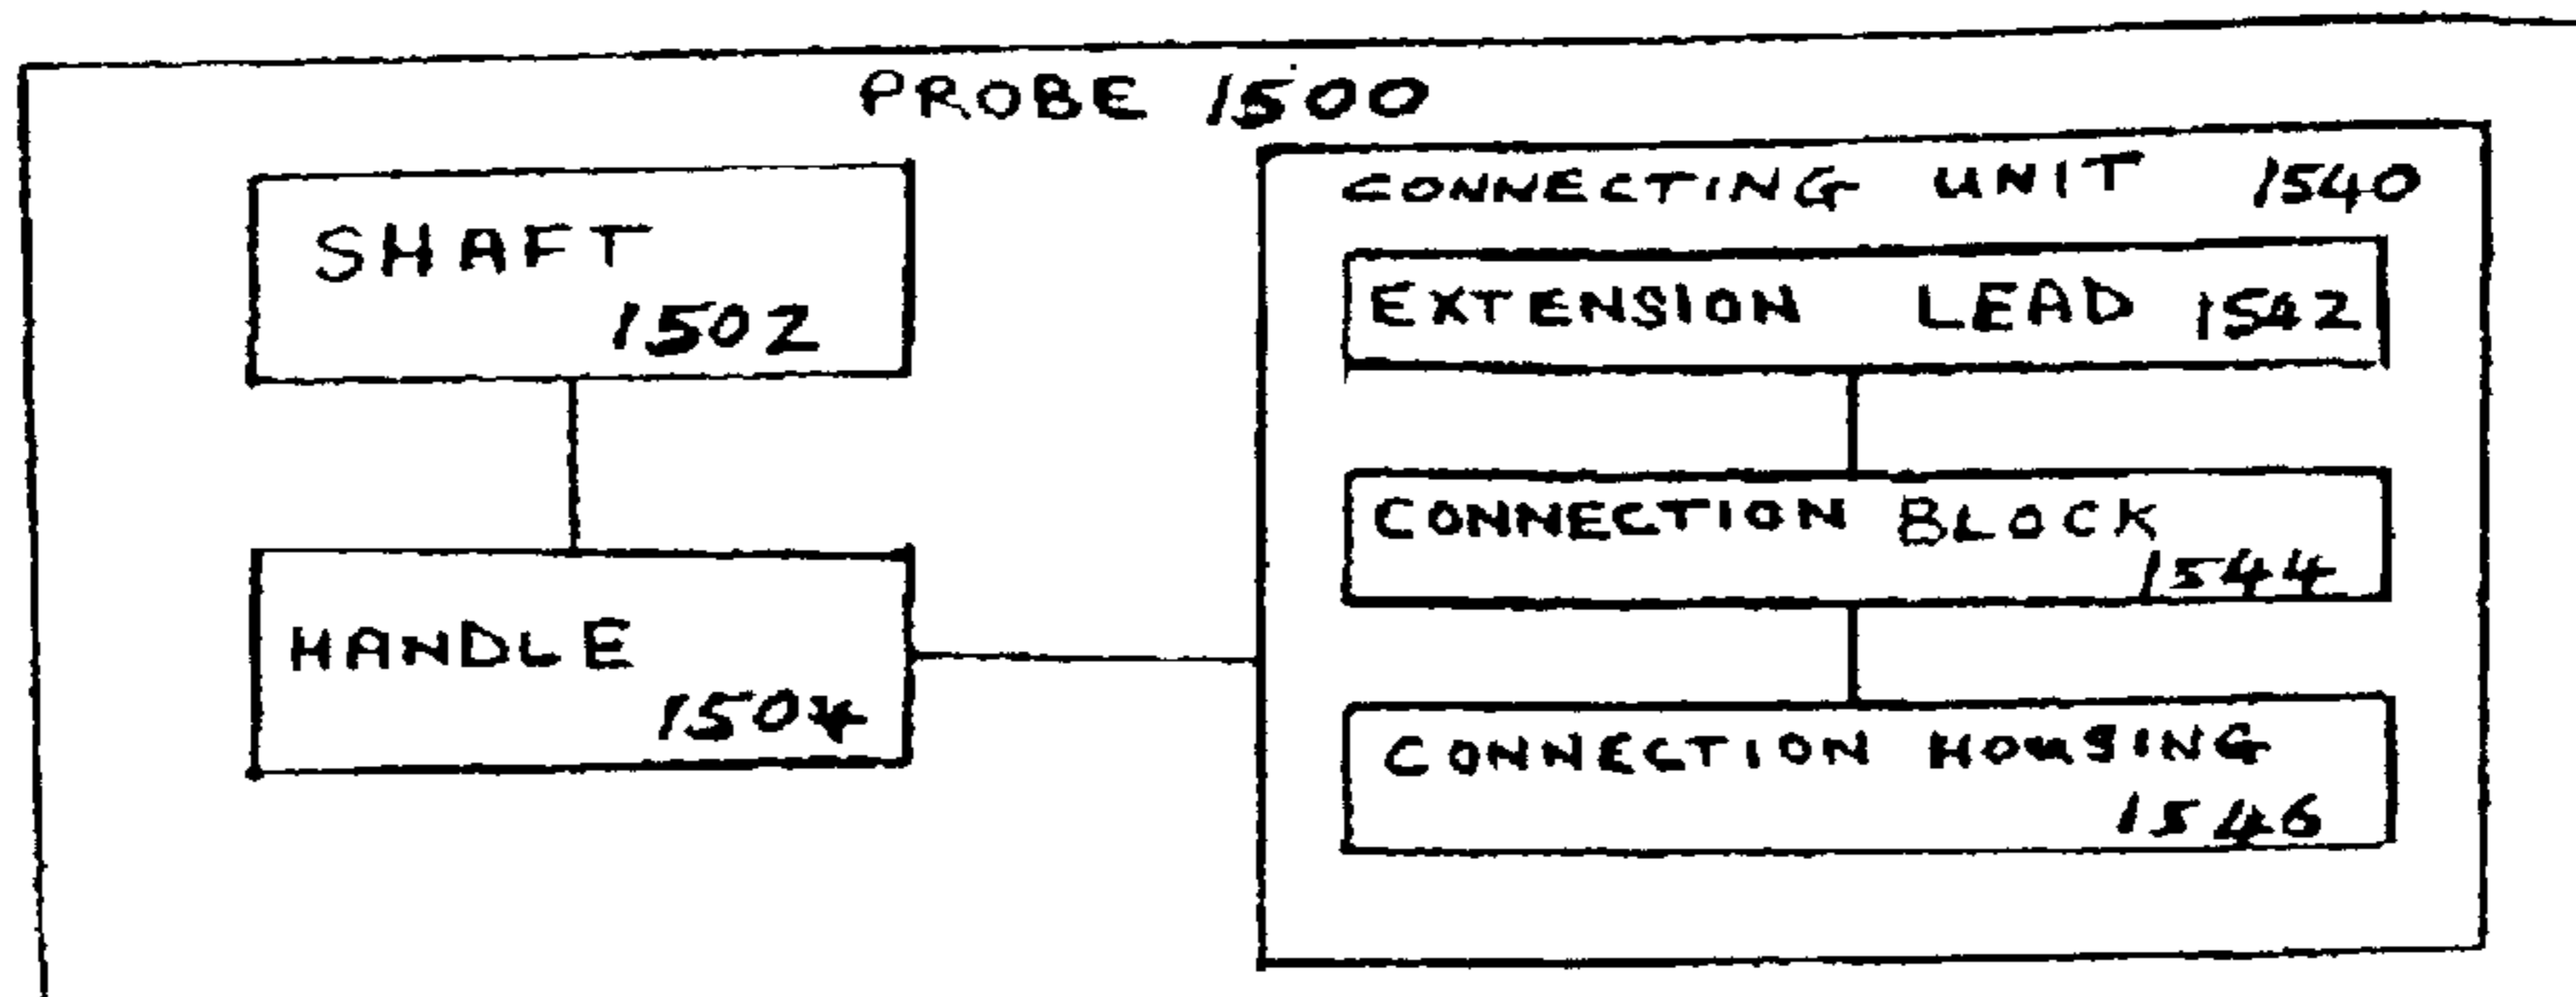 PROBE 1500
SHAFT
1502
HANDLE
1504
CONNECTING UNIT 1540
EXTENSION LEAD 1542
CONNECTION BLOCK
1544
CONNECTION HOUSING
1546